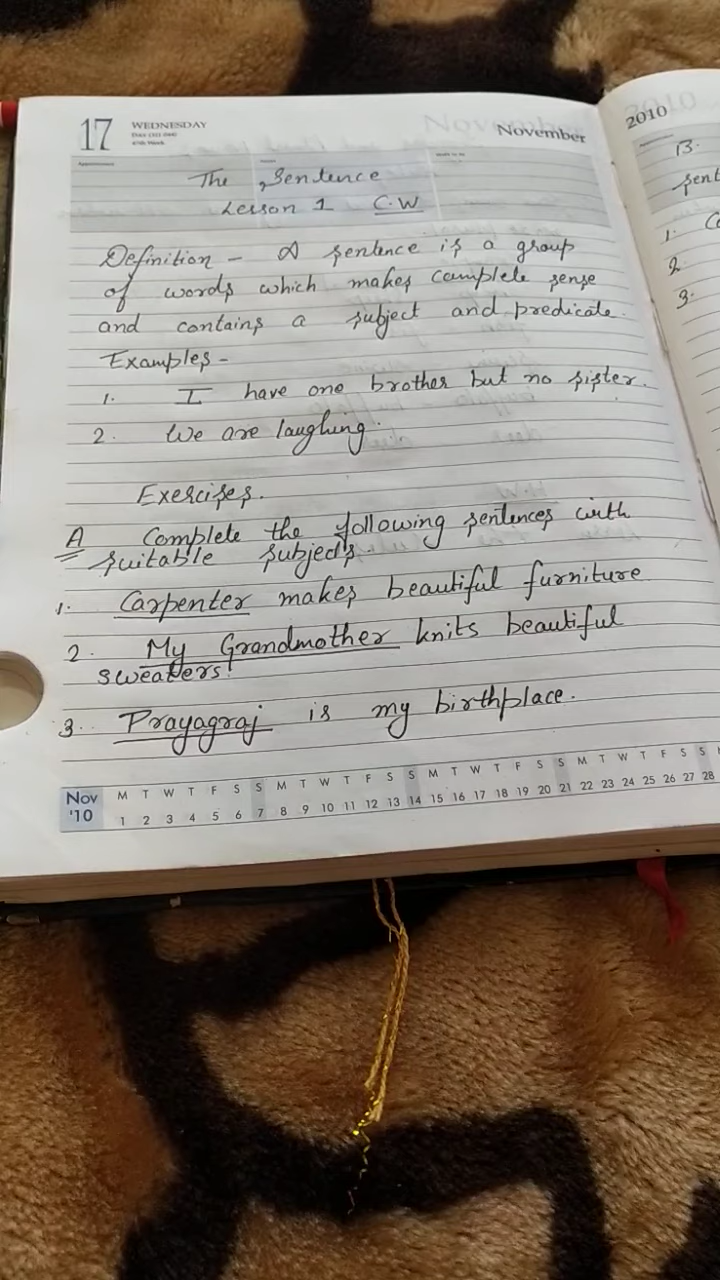 17 WEDNESDAY November
The Sentence
Lesson 1 C.W
Definition - A sentence is a group
of words which makes complete sense
and contains a subject and predicate.
Examples -
1. I have one brother but no sister.
2. We are laughing.
Exercises.
A Complete the following sentences with
suitable subjects.
1. Carpenter makes beautiful furniture
2. My Grandmother knits beautiful
sweaters.
3. Prayagraj is my birthplace.
Nov M T W T F S S M T W T F S S M T W T F S S M T W T F S S
'10 1 2 3 4 5 6 7 8 9 10 11 12 13 14 15 16 17 18 19 20 21 22 23 24 25 26 27 28
2010
B.
1.
2.
3.